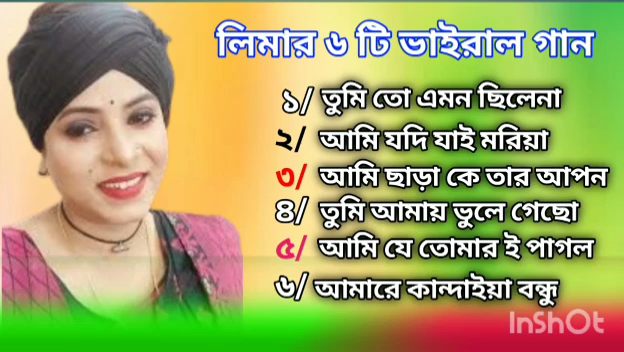 লিমার ৬ টি ভাইরাল গান
১/ তুমি তো এমন ছিলেনা
২/ আমি যদি যাই মরিয়া
৩/ আমি ছাড়া কে তার আপন
৪/ তুমি আমায় ভুলে গেছো
৫/ আমি যে তোমার ই পাগল
৬/ আমারে কান্দাইয়া বন্ধু
InShOt